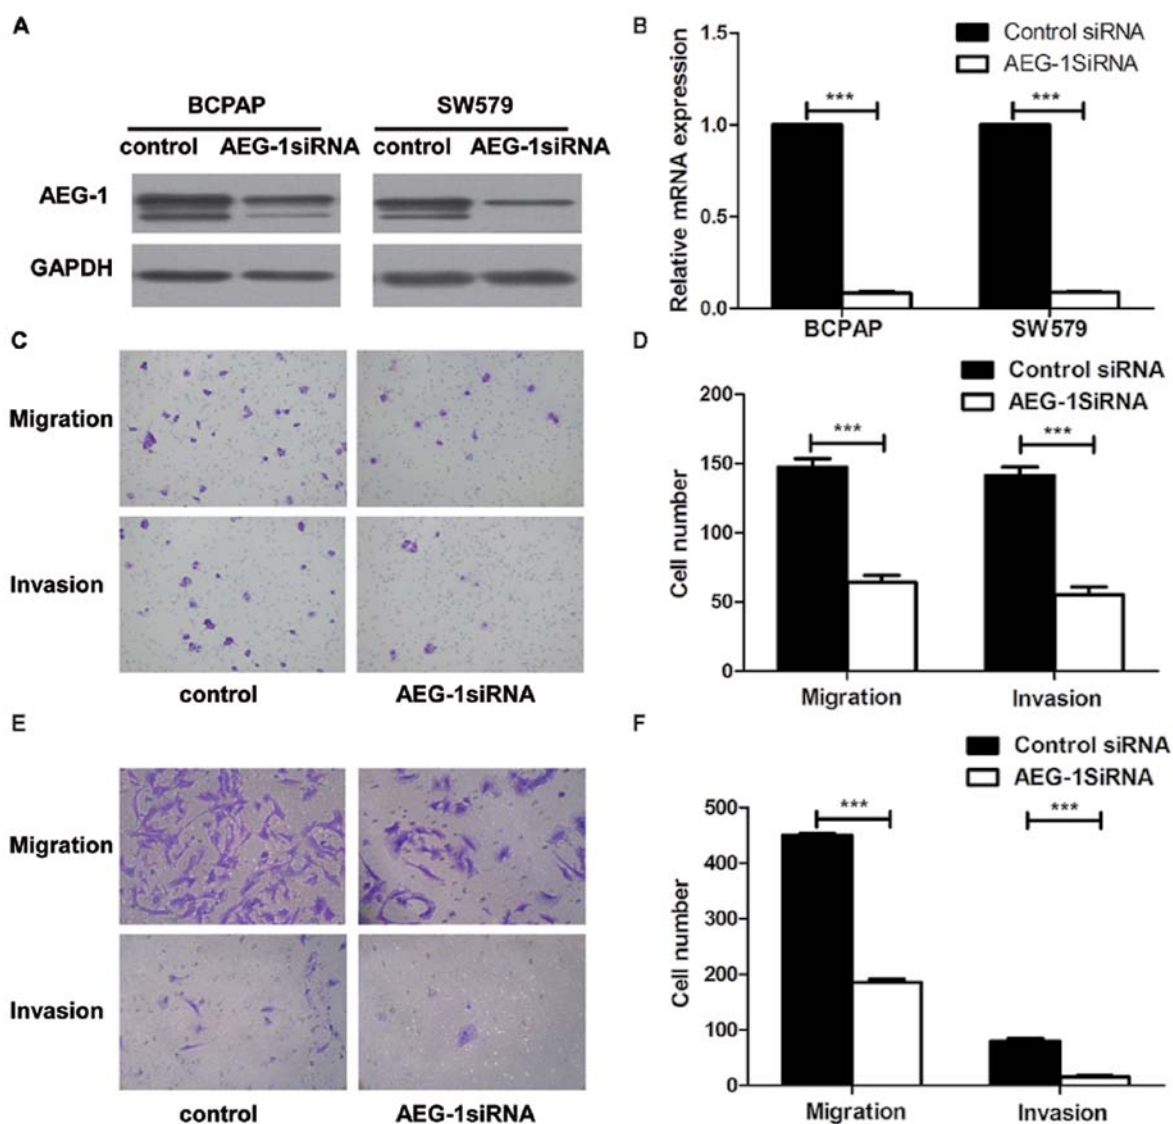 A
BCPAP
SW579
control AEG-1siRNA control AEG-1siRNA
AEG-1
GAPDH
B
Control siRNA
AEG-1SiRNA
Relative mRNA expression
1.5
1.0
0.5
0.0
***
***
BCPAP
SW579
C
Migration
Invasion
control
AEG-1siRNA
D
Control siRNA
AEG-1SiRNA
Cell number
200
150
100
50
0
***
***
Migration
Invasion
E
Migration
Invasion
control
AEG-1siRNA
F
Control siRNA
AEG-1SiRNA
Cell number
500
400
300
200
100
0
***
***
Migration
Invasion